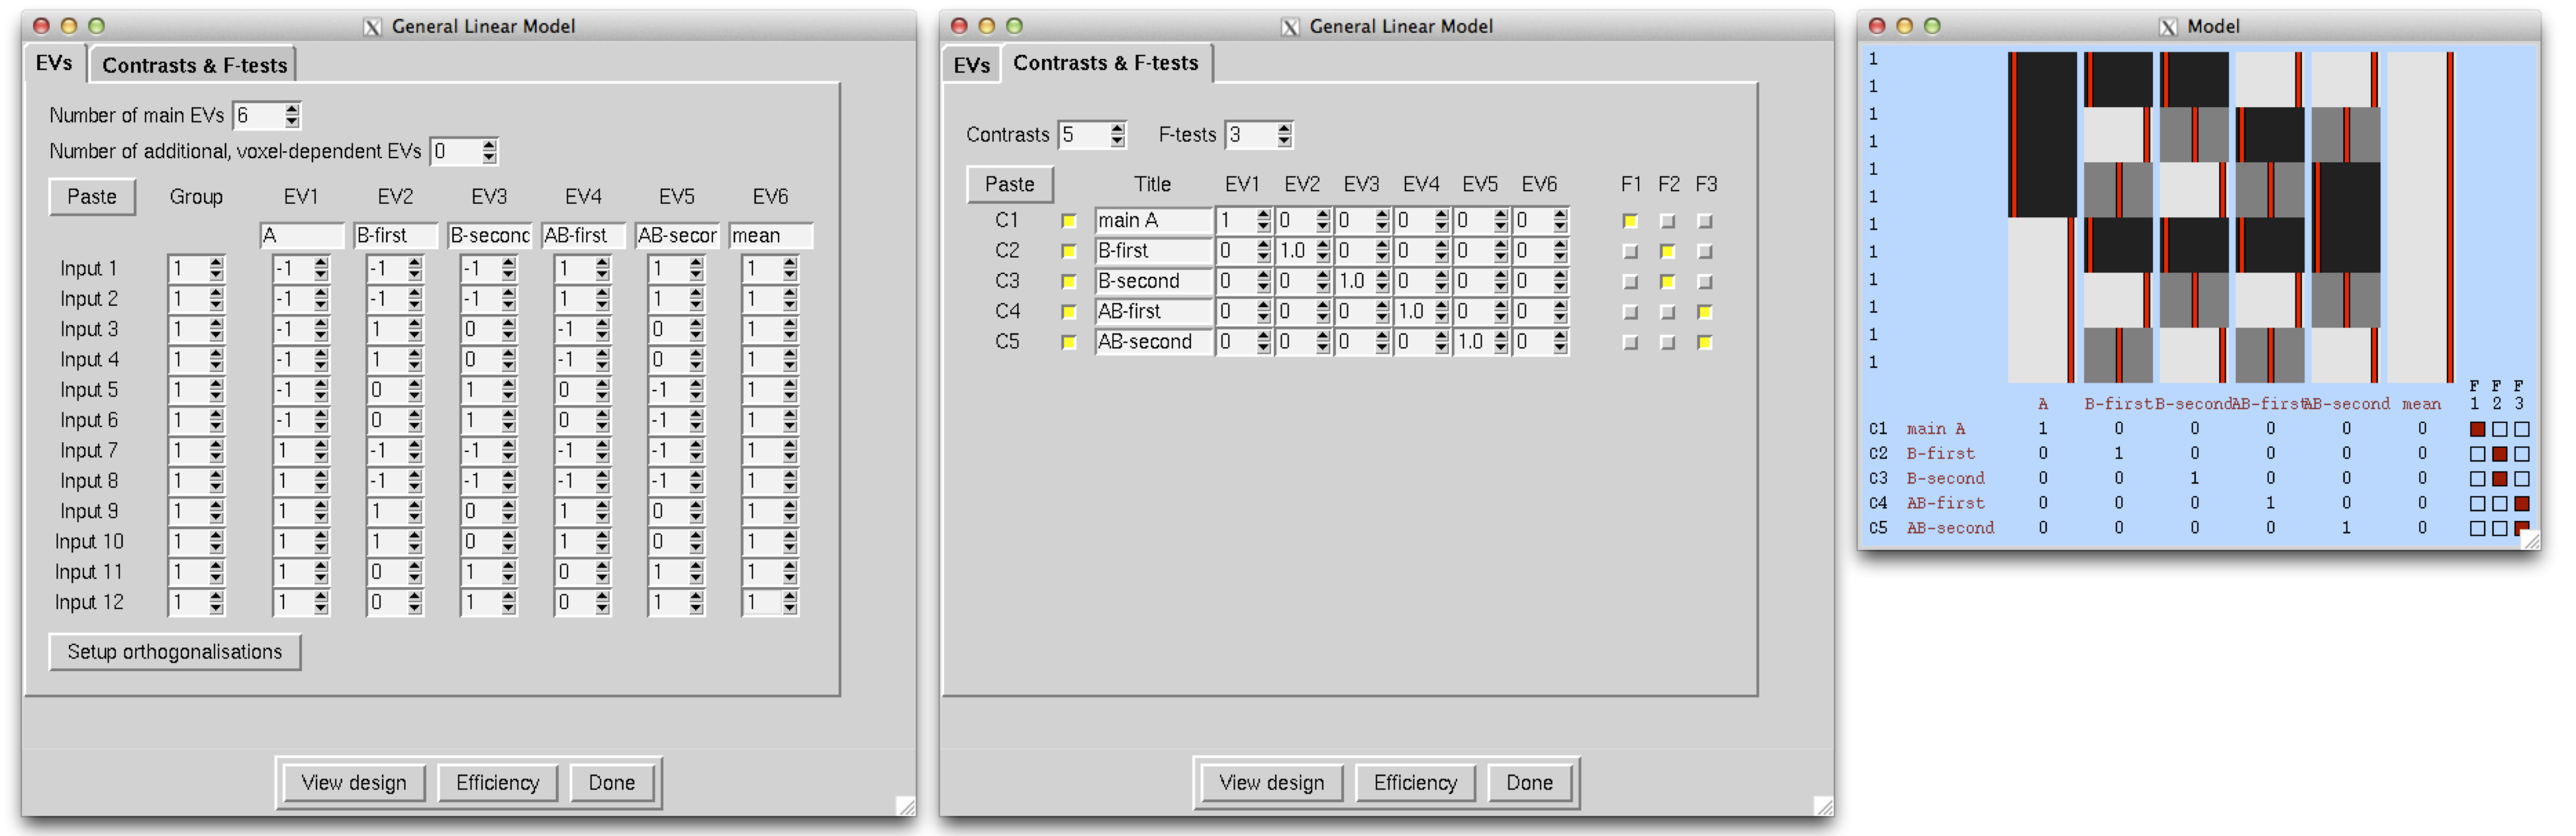 General Linear Model
EVs Contrasts & F-tests
Number of main EVs 6
Number of additional, voxel-dependent EVs 0
Paste Group EV1 EV2 EV3 EV4 EV5 EV6
A B-first B-second AB-first AB-secor mean
Input 1 1 -1 -1 -1 1 1 1
Input 2 1 -1 -1 -1 1 1 1
Input 3 1 -1 1 0 -1 0 1
Input 4 1 -1 1 0 -1 0 1
Input 5 1 -1 0 1 0 -1 1
Input 6 1 -1 0 1 0 -1 1
Input 7 1 1 -1 -1 -1 -1 1
Input 8 1 1 -1 -1 -1 -1 1
Input 9 1 1 1 0 1 0 1
Input 10 1 1 1 0 1 0 1
Input 11 1 1 0 1 0 1 1
Input 12 1 1 0 1 0 1 1
Setup orthogonalisations
View design Efficiency Done
General Linear Model
EVs Contrasts & F-tests
Contrasts 5 F-tests 3
Paste Title EV1 EV2 EV3 EV4 EV5 EV6 F1 F2 F3
C1 main A 1 0 0 0 0 0
C2 B-first 0 1.0 0 0 0 0
C3 B-second 0 0 1.0 0 0 0
C4 AB-first 0 0 0 1.0 0 0
C5 AB-second 0 0 0 0 1.0 0
View design Efficiency Done
Model
1
1
1
1
1
1
1
1
1
1
1
1
F F F
A B-first B-second AB-first AB-second mean 1 2 3
C1 main A 1 0 0 0 0 0
C2 B-first 0 1 0 0 0 0
C3 B-second 0 0 1 0 0 0
C4 AB-first 0 0 0 1 0 0
C5 AB-second 0 0 0 0 1 0